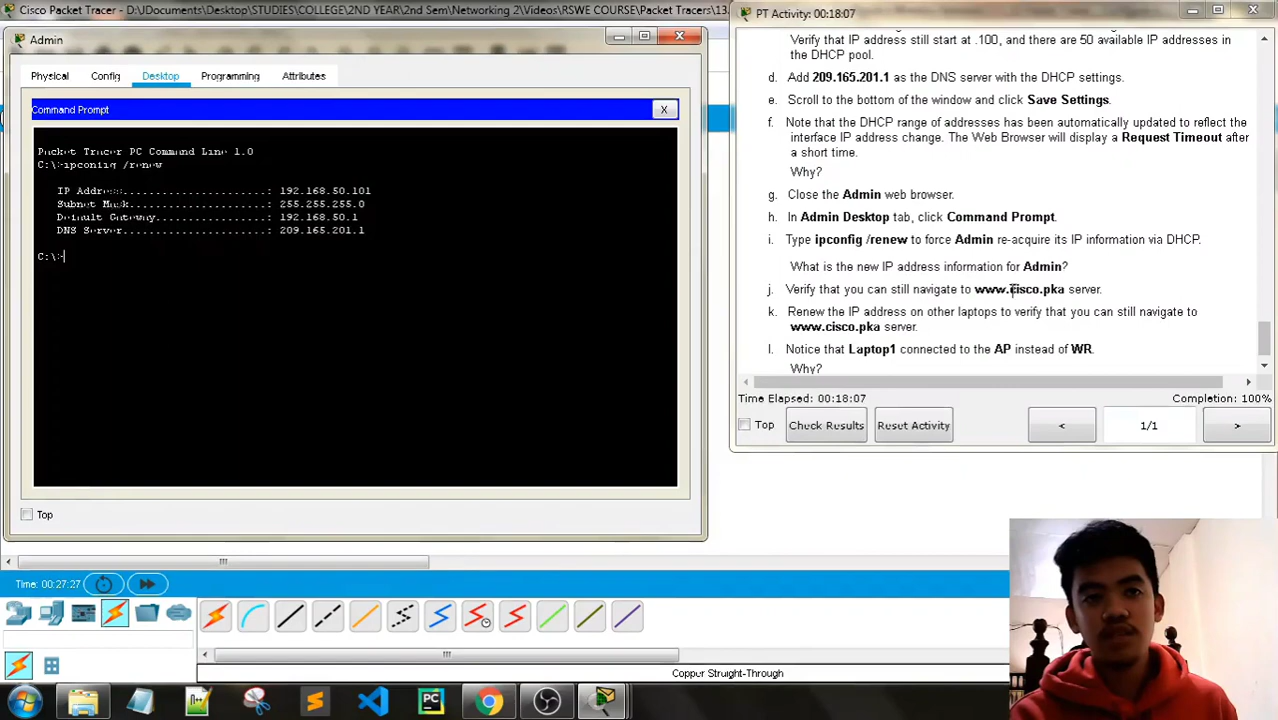 Cisco Packet Tracer - D:\JDocuments\Desktop\STUDIES\COLLEGE\2ND YEAR\2nd Sem\Networking 2\Videos\RSWE COURSE\Packet Tracers\13.
Admin
Physical
Config
Desktop
Programming
Attributes
Command Prompt
X
Packet Tracer PC Command Line 1.0
C:\>ipconfig /renew
IP Address......................: 192.168.50.101
Subnet Mask.....................: 255.255.255.0
Default Gateway.................: 192.168.50.1
DNS Server......................: 209.165.201.1
C:\>
Top
PT Activity: 00:18:07
Verify that IP address still start at .100, and there are 50 available IP addresses in
the DHCP pool.
d. Add 209.165.201.1 as the DNS server with the DHCP settings.
e. Scroll to the bottom of the window and click Save Settings.
f. Note that the DHCP range of addresses has been automatically updated to reflect the
interface IP address change. The Web Browser will display a Request Timeout after
a short time.
Why?
g. Close the Admin web browser.
h. In Admin Desktop tab, click Command Prompt.
i. Type ipconfig /renew to force Admin re-acquire its IP information via DHCP.
What is the new IP address information for Admin?
j. Verify that you can still navigate to www.cisco.pka server.
k. Renew the IP address on other laptops to verify that you can still navigate to
www.cisco.pka server.
l. Notice that Laptop1 connected to the AP instead of WR.
Why?
Time Elapsed: 00:18:07
Completion: 100%
Top
Check Results
Reset Activity
<
1/1
>
Time: 00:27:27
Copper Straight-Through
PC